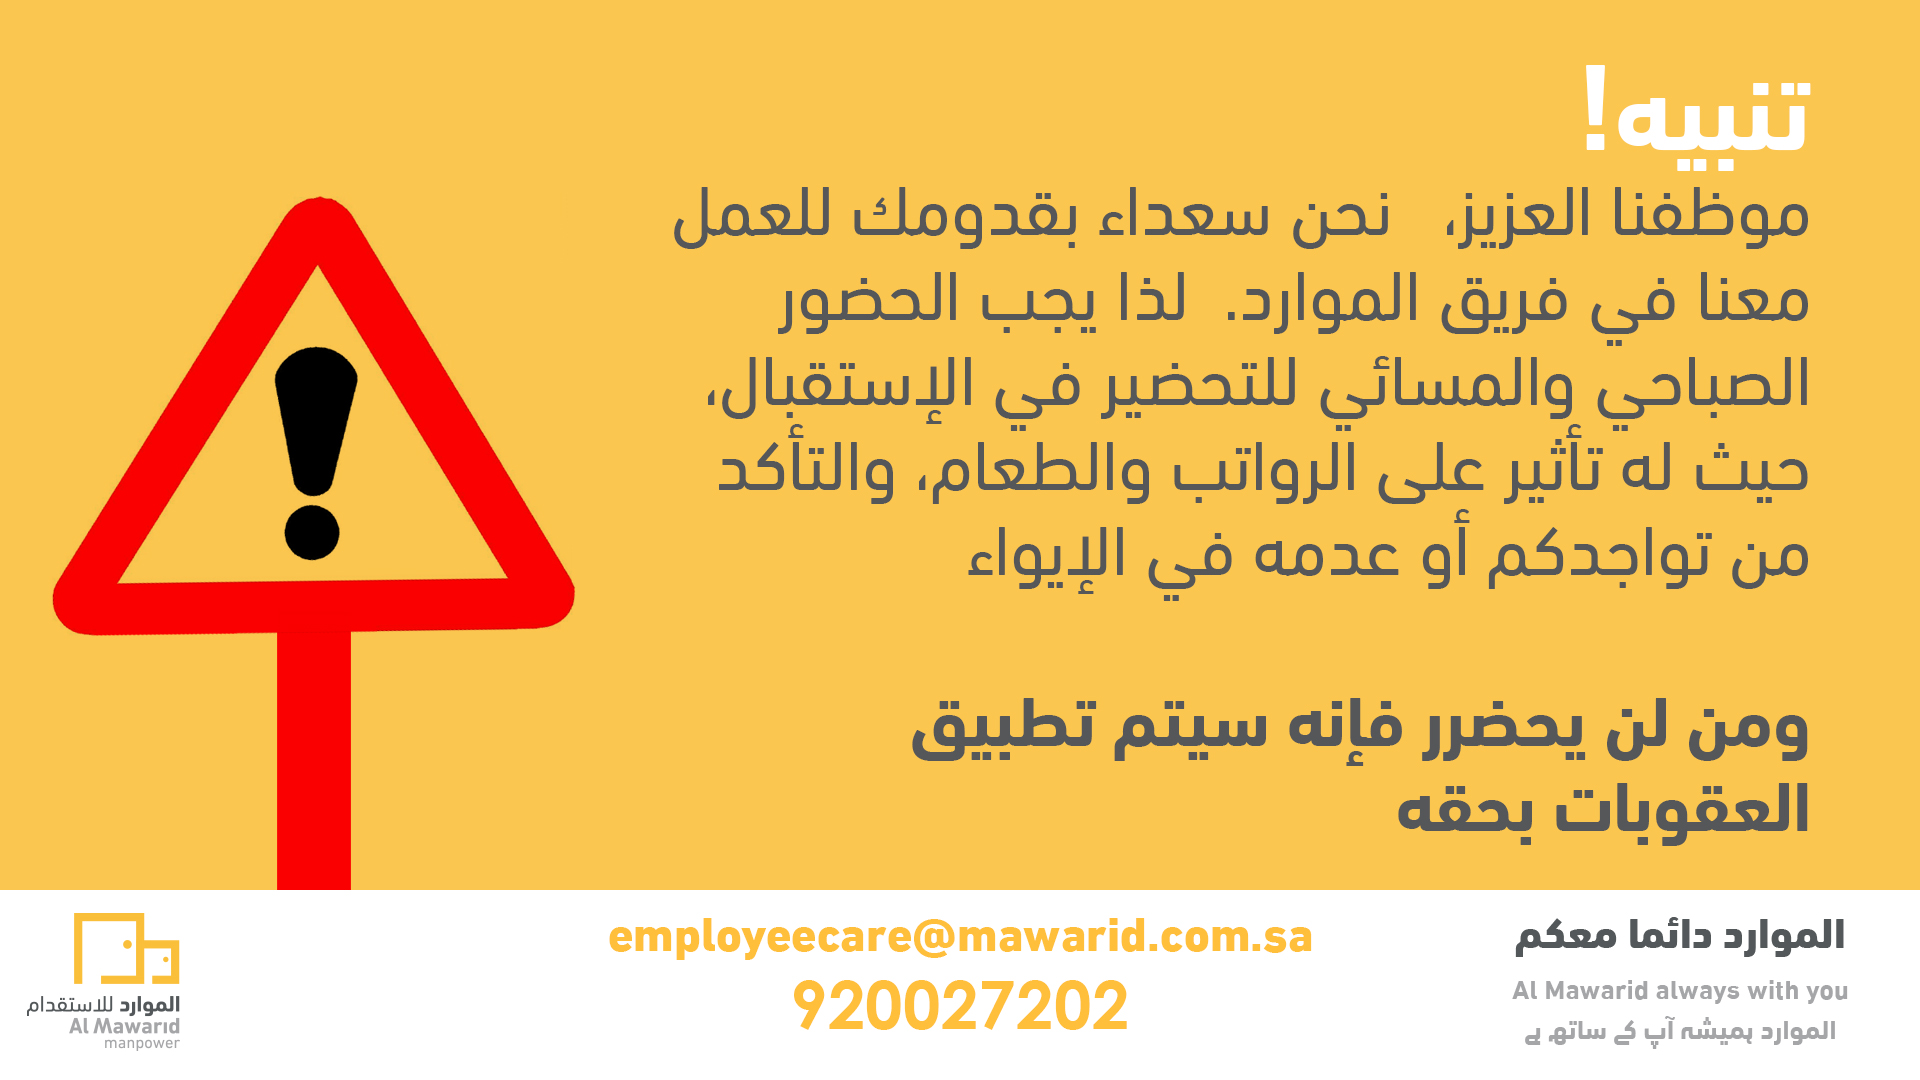 تنبيه!
موظفنا العزيز، نحن سعداء بقدومك للعمل
معنا في فريق الموارد. لذا يجب الحضور
الصباحي والمسائي للتحضير في الإستقبال،
حيث له تأثير على الرواتب والطعام، والتأكد
من تواجدكم أو عدمه في الإيواء
ومن لن يحضرر فإنه سيتم تطبيق
العقوبات بحقه
الموارد دائما معكم
Al Mawarid always with you
الموارد ہمیشہ آپ کے ساتھ ہے
employeecare@mawarid.com.sa
920027202
الموارد للاستقدام
Al Mawarid
manpower